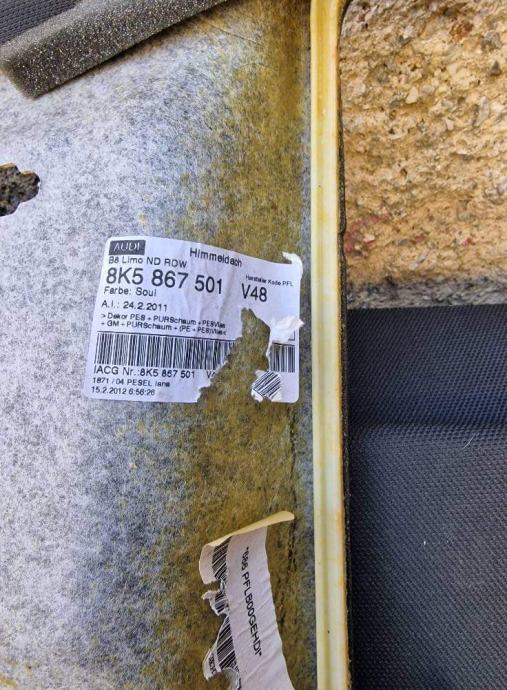 AUDI Himmeldach
B8 Limo ND RDW
Hersteller Kode PFL
8K5 867 501 V48
Farbe: Soul
A.I.: 24.2.2011
> Dekor PES + PURSchaum + PESVlies
+ GM + PURSchaum + (PE + PES)Vlies<
IACG Nr.:8K5 867 501
1871 / 04 PESEL lana
15.2.2012 6:56:26
PFLB00GEHDI*